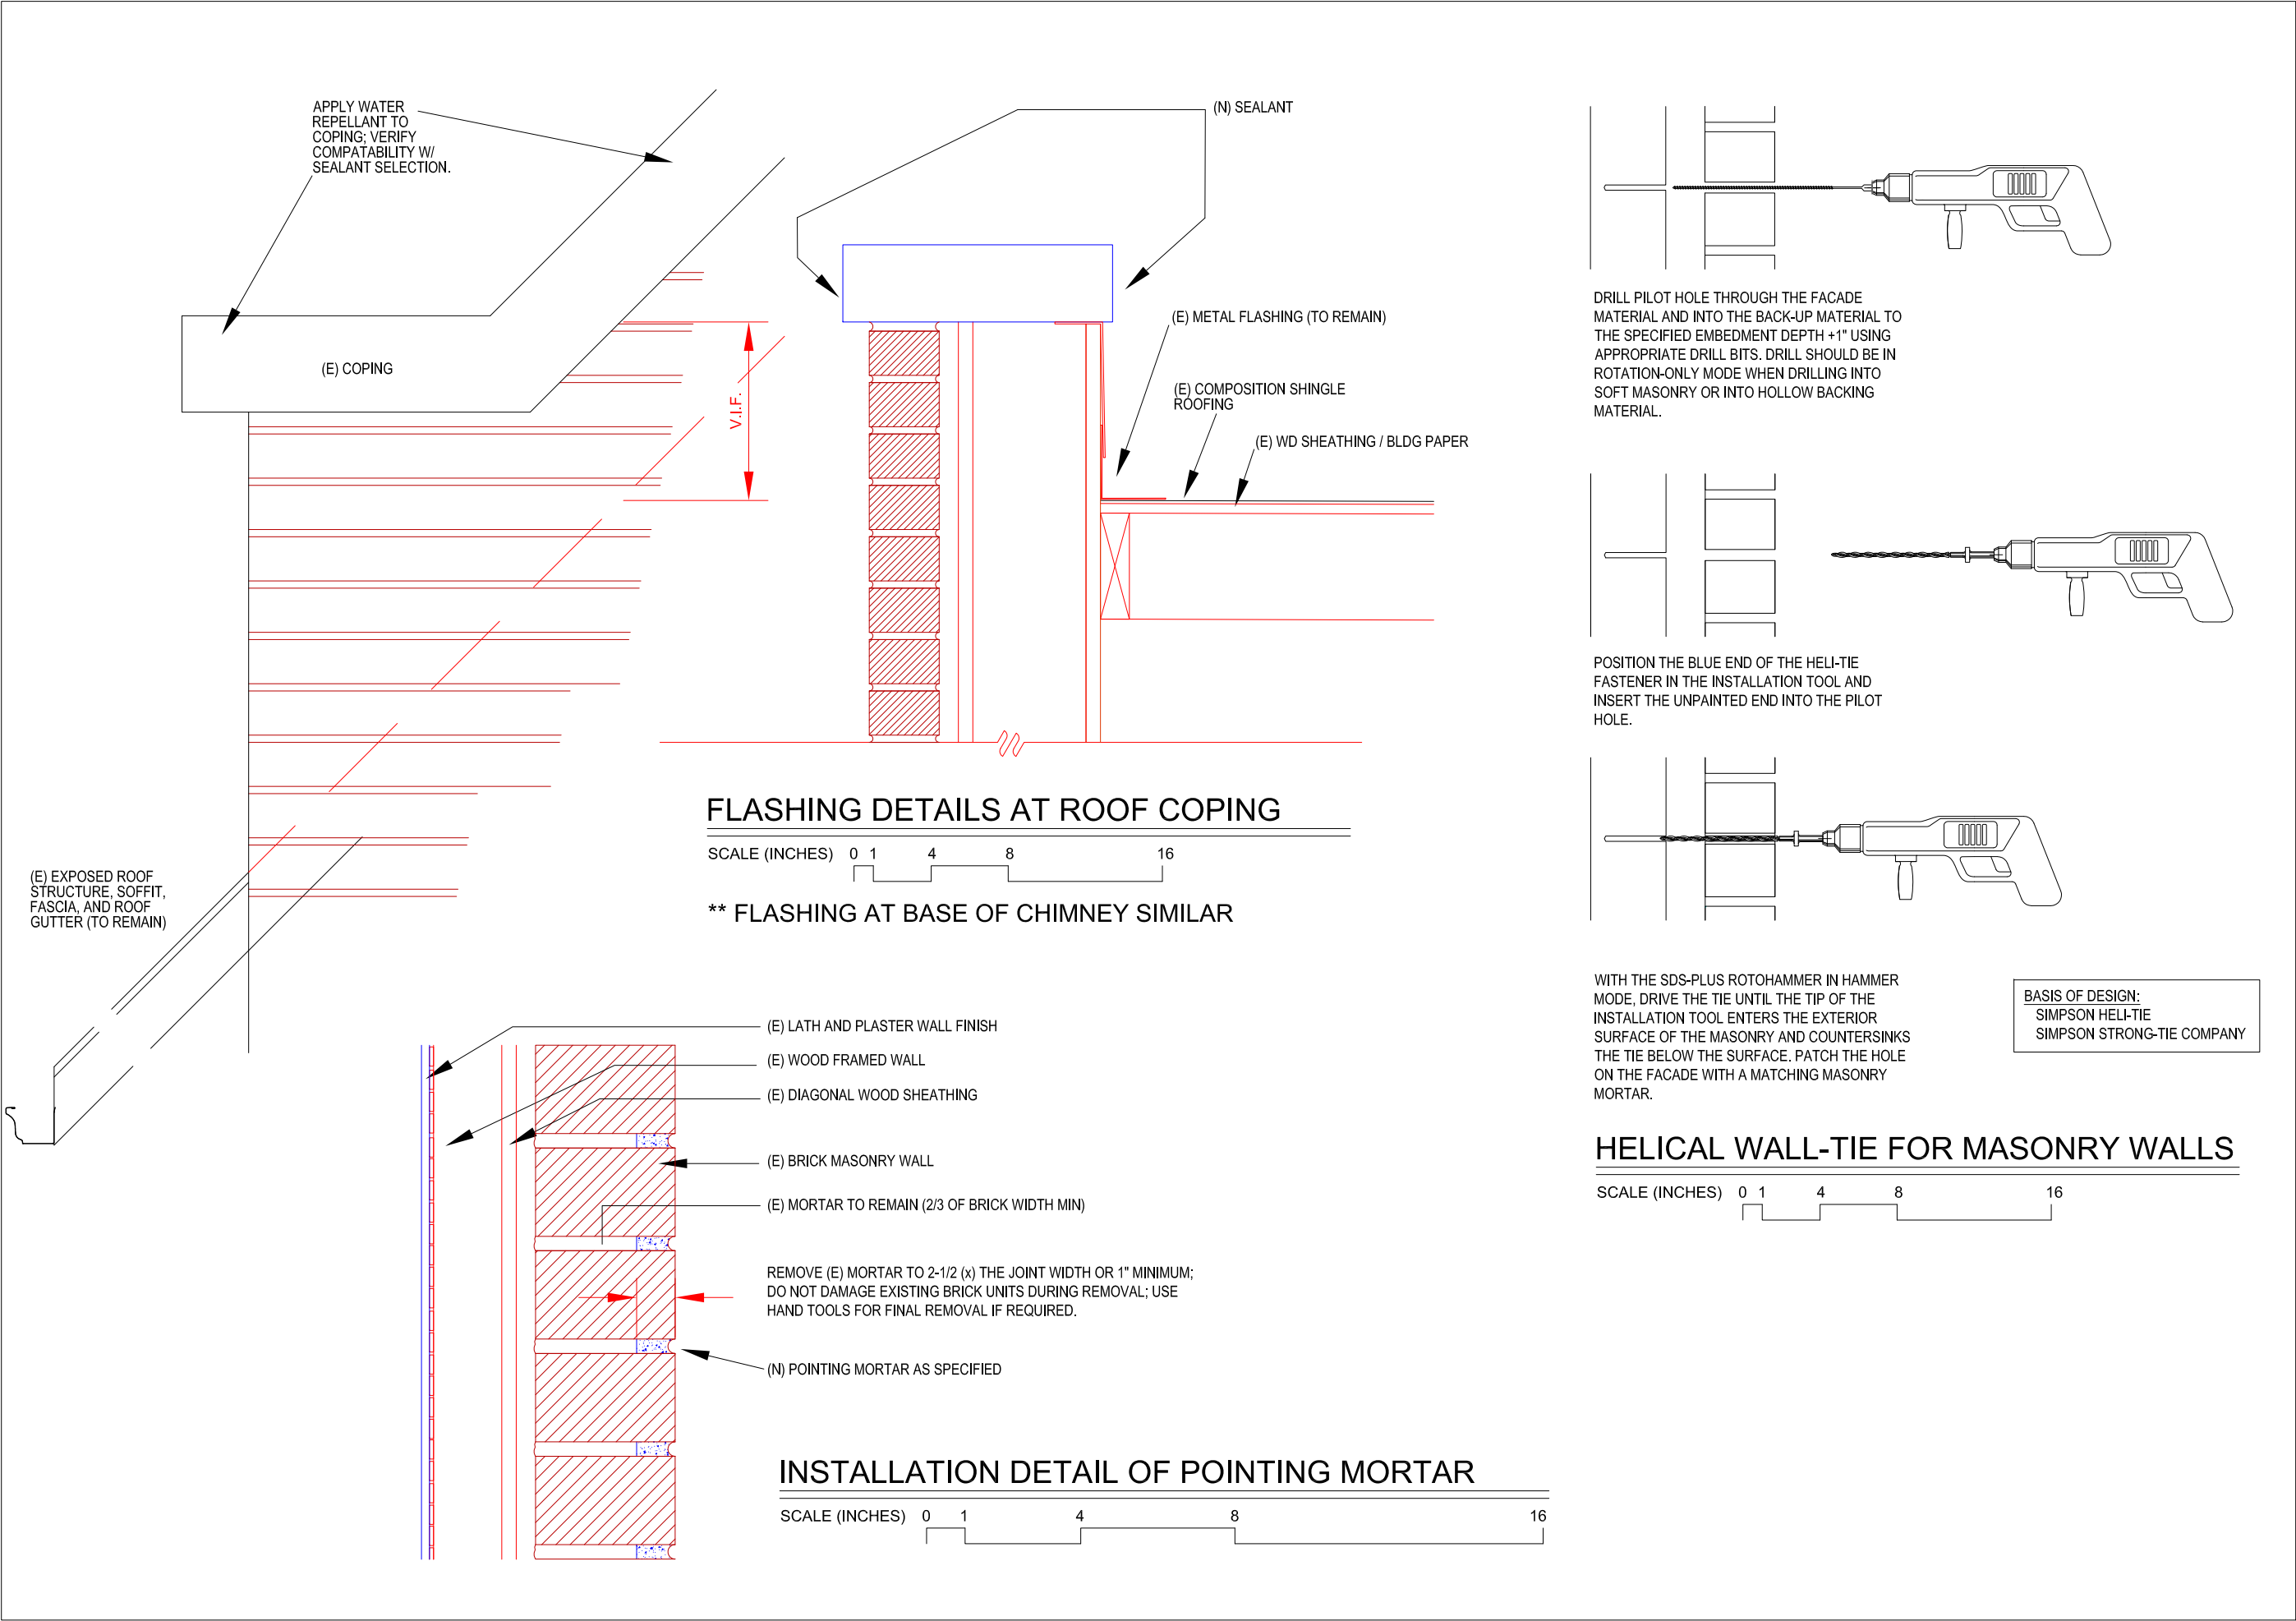 APPLY WATER
REPELLANT TO
COPING; VERIFY
COMPATABILITY W/
SEALANT SELECTION.
(E) COPING
(E) EXPOSED ROOF
STRUCTURE, SOFFIT,
FASCIA, AND ROOF
GUTTER (TO REMAIN)
(N) SEALANT
V.I.F.
(E) METAL FLASHING (TO REMAIN)
(E) COMPOSITION SHINGLE
ROOFING
(E) WD SHEATHING / BLDG PAPER
FLASHING DETAILS AT ROOF COPING
SCALE (INCHES) 0 1 4 8 16
** FLASHING AT BASE OF CHIMNEY SIMILAR
(E) LATH AND PLASTER WALL FINISH
(E) WOOD FRAMED WALL
(E) DIAGONAL WOOD SHEATHING
(E) BRICK MASONRY WALL
(E) MORTAR TO REMAIN (2/3 OF BRICK WIDTH MIN)
REMOVE (E) MORTAR TO 2-1/2 (x) THE JOINT WIDTH OR 1" MINIMUM;
DO NOT DAMAGE EXISTING BRICK UNITS DURING REMOVAL; USE
HAND TOOLS FOR FINAL REMOVAL IF REQUIRED.
(N) POINTING MORTAR AS SPECIFIED
INSTALLATION DETAIL OF POINTING MORTAR
SCALE (INCHES) 0 1 4 8 16
DRILL PILOT HOLE THROUGH THE FACADE
MATERIAL AND INTO THE BACK-UP MATERIAL TO
THE SPECIFIED EMBEDMENT DEPTH +1" USING
APPROPRIATE DRILL BITS. DRILL SHOULD BE IN
ROTATION-ONLY MODE WHEN DRILLING INTO
SOFT MASONRY OR INTO HOLLOW BACKING
MATERIAL.
POSITION THE BLUE END OF THE HELI-TIE
FASTENER IN THE INSTALLATION TOOL AND
INSERT THE UNPAINTED END INTO THE PILOT
HOLE.
WITH THE SDS-PLUS ROTOHAMMER IN HAMMER
MODE, DRIVE THE TIE UNTIL THE TIP OF THE
INSTALLATION TOOL ENTERS THE EXTERIOR
SURFACE OF THE MASONRY AND COUNTERSINKS
THE TIE BELOW THE SURFACE. PATCH THE HOLE
ON THE FACADE WITH A MATCHING MASONRY
MORTAR.
BASIS OF DESIGN:
SIMPSON HELI-TIE
SIMPSON STRONG-TIE COMPANY
HELICAL WALL-TIE FOR MASONRY WALLS
SCALE (INCHES) 0 1 4 8 16